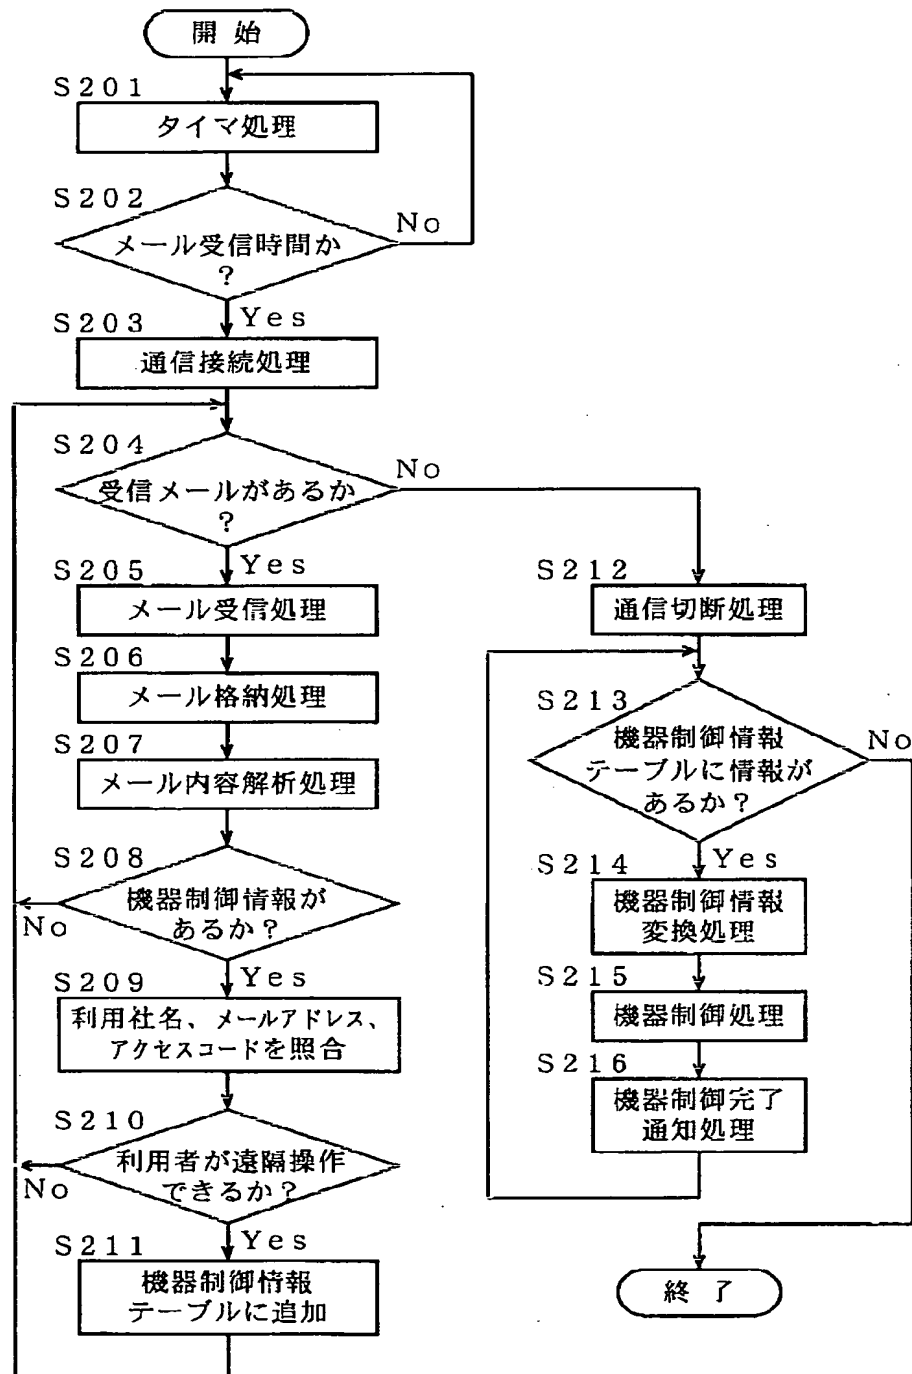 開始
S201
タイマ処理
S202
メール受信時間か
?
No
Yes
S203
通信接続処理
S204
受信メールがあるか
?
No
Yes
S205
メール受信処理
S206
メール格納処理
S207
メール内容解析処理
S208
機器制御情報が
あるか?
No
Yes
S209
利用社名、メールアドレス、
アクセスコードを照合
S210
利用者が遠隔操作
できるか?
No
Yes
S211
機器制御情報
テーブルに追加
S212
通信切断処理
S213
機器制御情報
テーブルに情報が
あるか?
No
Yes
S214
機器制御情報
変換処理
S215
機器制御処理
S216
機器制御完了
通知処理
終了